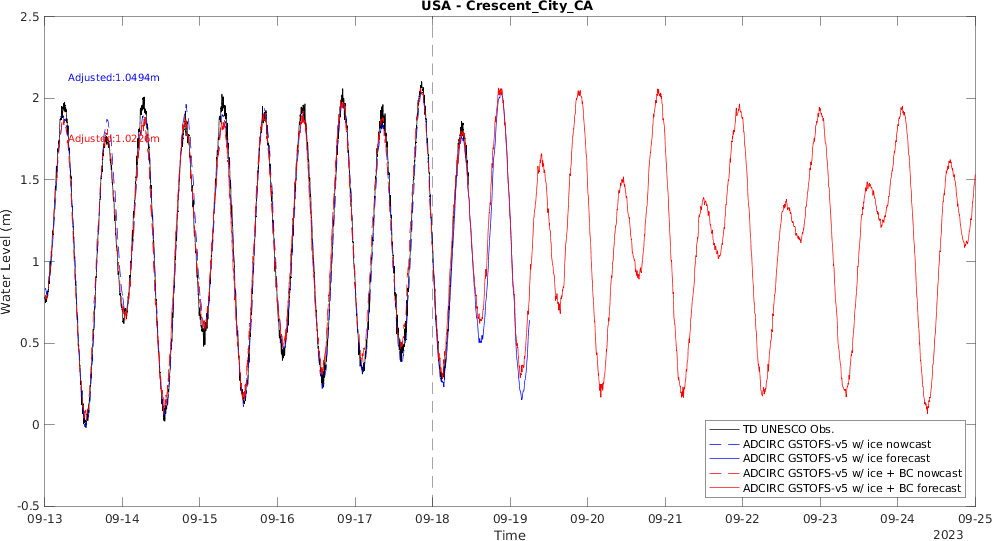 USA - Crescent_City_CA
2.5
2
1.5
1
0.5
0
-0.5
Water Level (m)
Adjusted:1.0494m
Adjusted:1.0226m
TD UNESCO Obs.
ADCIRC GSTOFS-v5 w/ ice nowcast
ADCIRC GSTOFS-v5 w/ ice forecast
ADCIRC GSTOFS-v5 w/ ice + BC nowcast
ADCIRC GSTOFS-v5 w/ ice + BC forecast
09-13 09-14 09-15 09-16 09-17 09-18 09-19 09-20 09-21 09-22 09-23 09-24 09-25
Time
2023